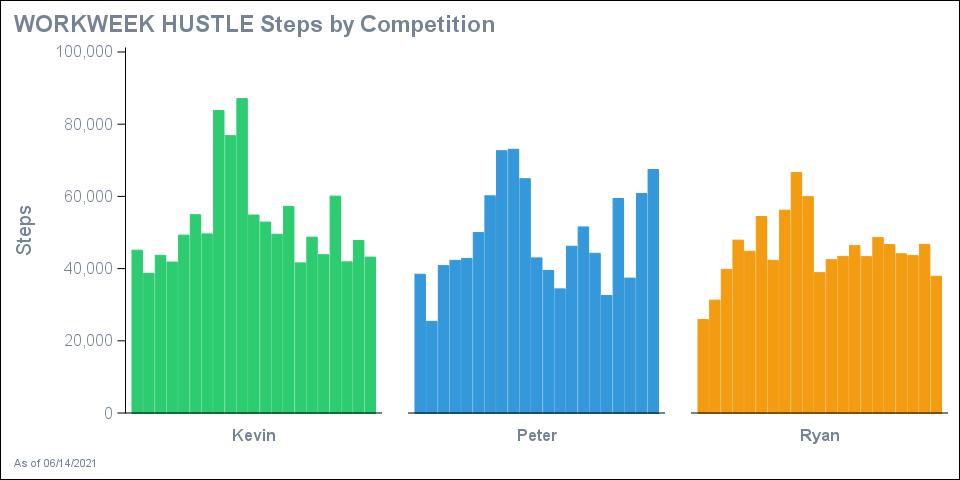 WORKWEEK HUSTLE Steps by Competition
100,000
80,000
60,000
40,000
20,000
0
Steps
Kevin
Peter
Ryan
As of 06/14/2021